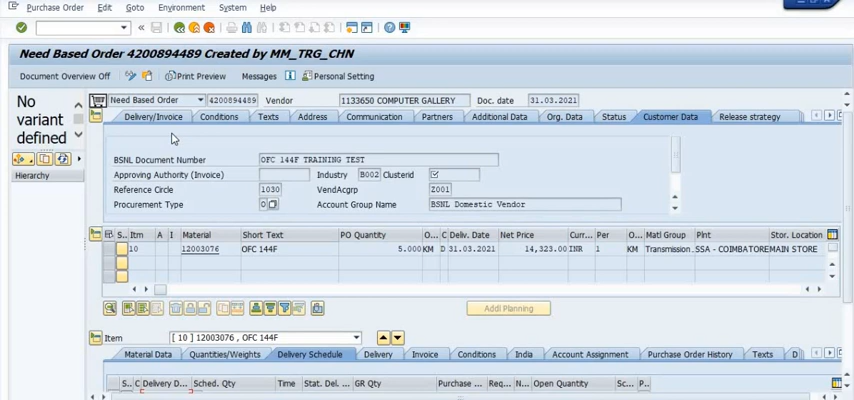 Purchase Order Edit Goto Environment System Help
Need Based Order 4200894489 Created by MM_TRG_CHN
Document Overview Off Print Preview Messages Personal Setting
No variant defined
Hierarchy
Need Based Order 4200894489 Vendor 1133650 COMPUTER GALLERY Doc. date 31.03.2021
Delivery/Invoice Conditions Texts Address Communication Partners Additional Data Org. Data Status Customer Data Release strategy
BSNL Document Number OFC 144F TRAINING TEST
Approving Authority (Invoice) Industry B002 ClusterId
Reference Circle 1030 VendAcgrp Z001
Procurement Type 0 Account Group Name BSNL Domestic Vendor
S.. Itm A I Material Short Text PO Quantity O... C Deliv. Date Net Price Curr... Per O... Matl Group Plnt Stor. Location
10 12003076 OFC 144F 5.000 KM D 31.03.2021 14,323.00 INR 1 KM Transmission.. SSA - COIMBATORE MAIN STORE
Addl Planning
Item [ 10 ] 12003076 , OFC 144F
Material Data Quantities/Weights Delivery Schedule Delivery Invoice Conditions India Account Assignment Purchase Order History Texts D
S.. C Delivery D... Sched. Qty Time Stat. Del. ... GR Qty Purchase ... Req... N... Open Quantity Sc... P..